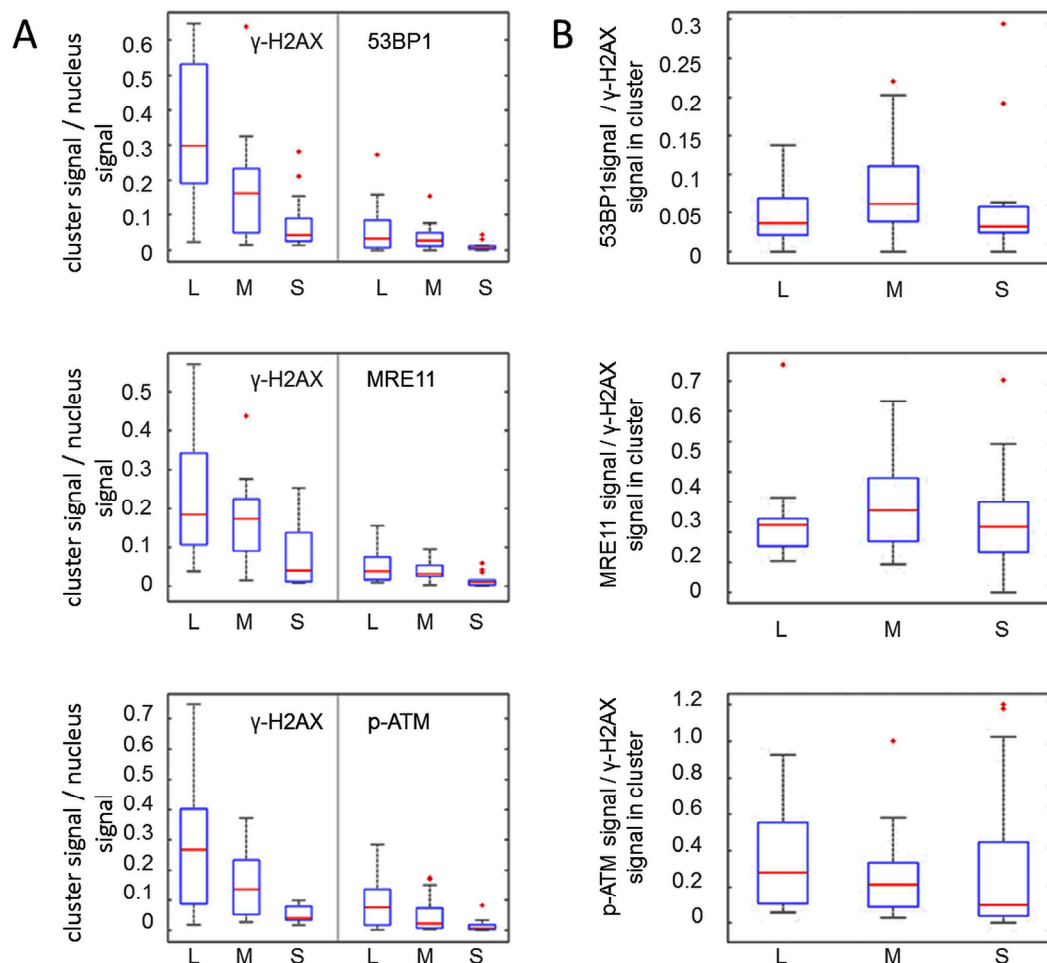 A
cluster signal / nucleus
signal
0.6
0.5
0.4
0.3
0.2
0.1
0
γ-H2AX
53BP1
L M S L M S
B
53BP1signal / γ-H2AX
signal in cluster
0.3
0.25
0.2
0.15
0.1
0.05
0
L M S
cluster signal / nucleus
signal
0.5
0.4
0.3
0.2
0.1
0
γ-H2AX
MRE11
L M S L M S
MRE11 signal / γ-H2AX
signal in cluster
0.7
0.6
0.5
0.4
0.3
0.2
0.1
0
L M S
cluster signal / nucleus
signal
0.7
0.6
0.5
0.4
0.3
0.2
0.1
0
γ-H2AX
p-ATM
L M S L M S
p-ATM signal / γ-H2AX
signal in cluster
1.2
1.0
0.8
0.6
0.4
0.2
0
L M S